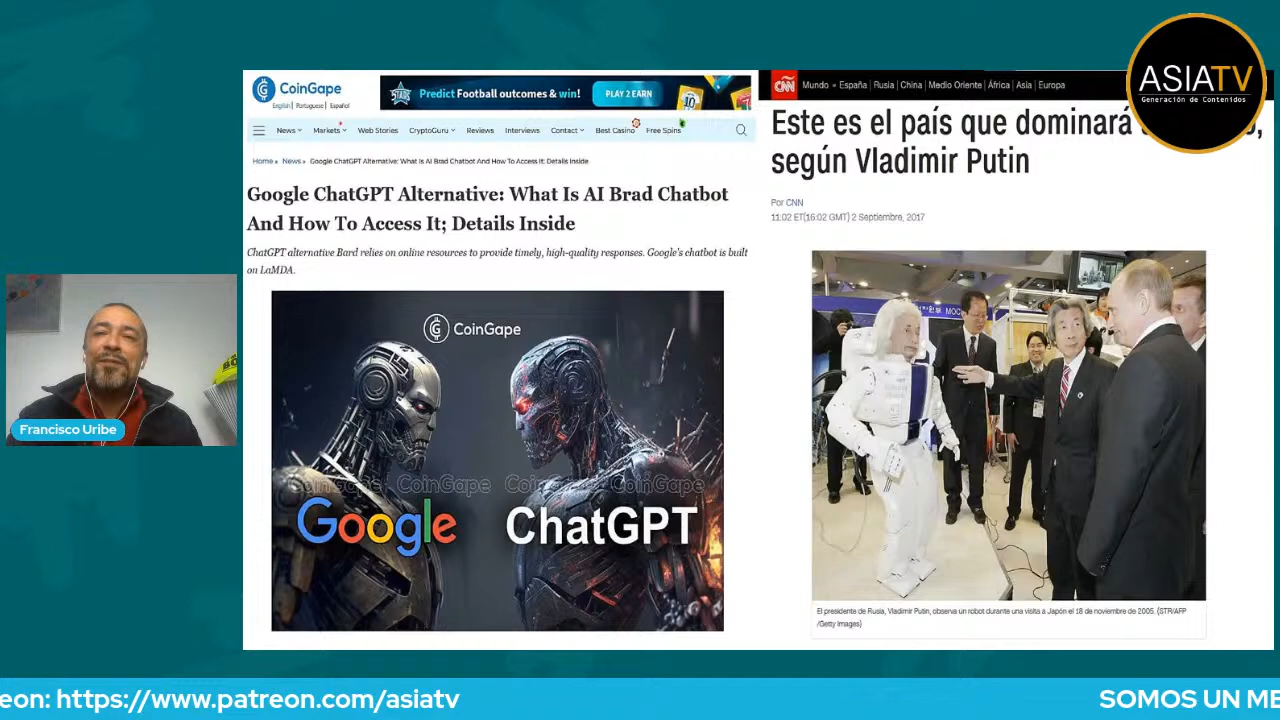 CoinGape
English | Portuguese | Español
STARS Predict Football outcomes & win! PLAY 2 EARN
News Markets Web Stories CryptoGuru Reviews Interviews Contact Best Casino Free Spins
Home » News » Google ChatGPT Alternative: What Is AI Brad Chatbot And How To Access It; Details Inside
Google ChatGPT Alternative: What Is AI Brad Chatbot
And How To Access It; Details Inside
ChatGPT alternative Bard relies on online resources to provide timely, high-quality responses. Google's chatbot is built
on LaMDA.
CoinGape
CoinGape CoinGape CoinGape CoinGape
Google ChatGPT
CNN Mundo España | Rusia | China | Medio Oriente | África | Asia | Europa
ASIATV
Generación de Contenidos
Este es el país que dominará
según Vladimir Putin
Por CNN
11:02 ET(16:02 GMT) 2 Septiembre, 2017
El presidente de Rusia, Vladimir Putin, observa un robot durante una visita a Japón el 18 de noviembre de 2005. (STR/AFP
/Getty Images)
Francisco Uribe
eon: https://www.patreon.com/asiatv
SOMOS UN ME